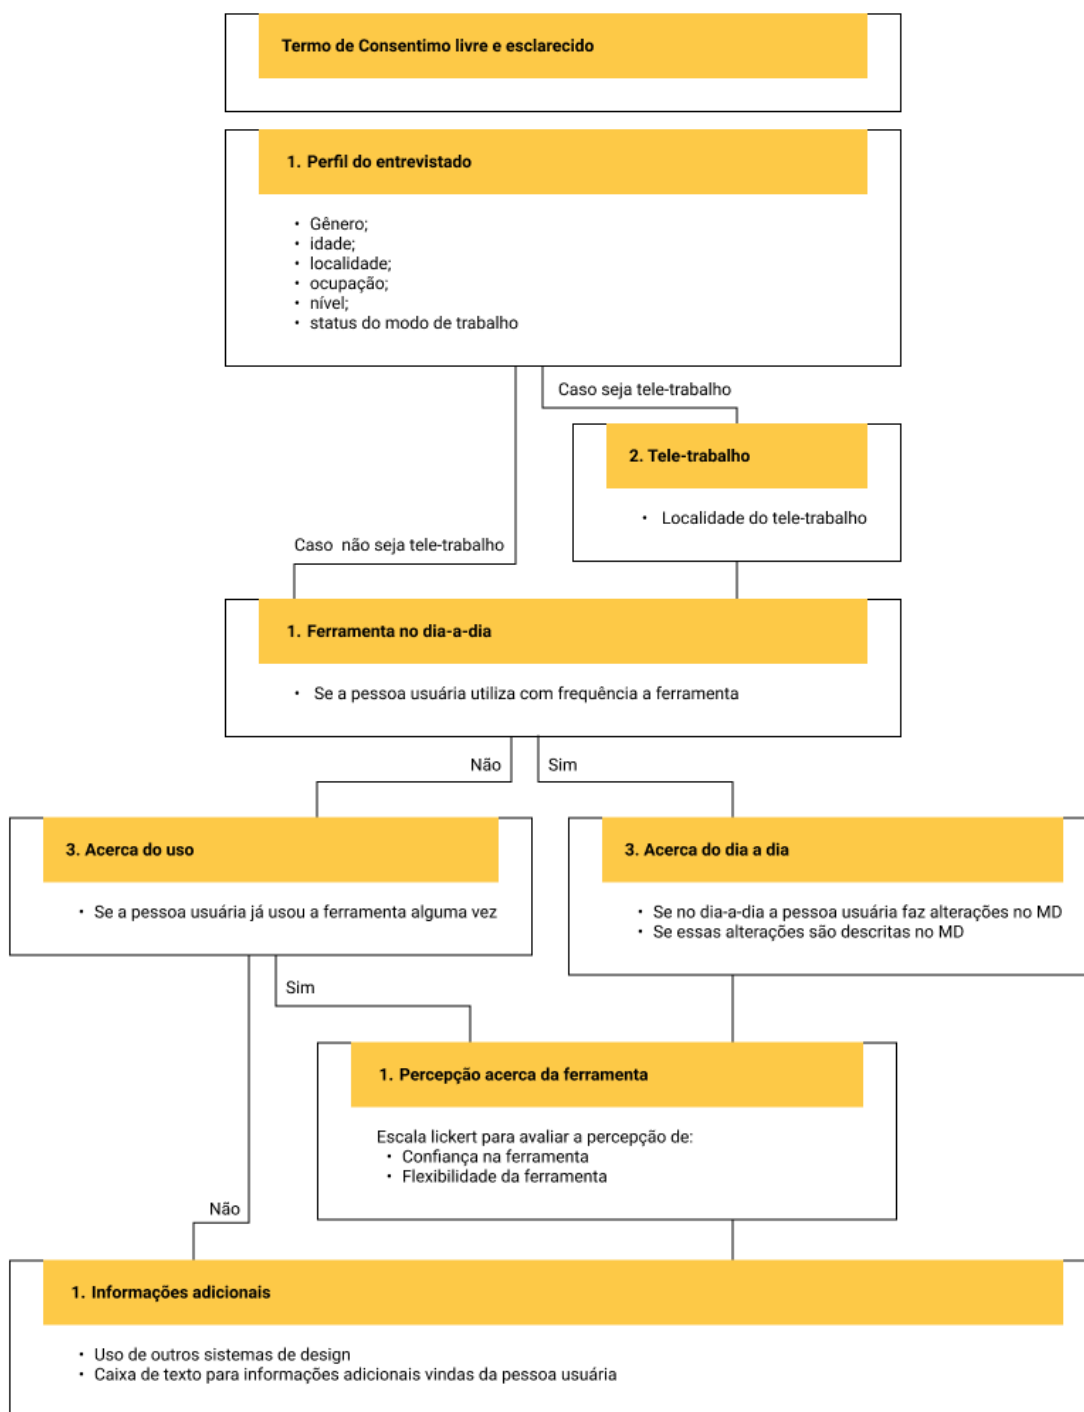 Termo de Consentimo livre e esclarecido
1. Perfil do entrevistado
• Gênero;
• idade;
• localidade;
• ocupação;
• nível;
• status do modo de trabalho
Caso seja tele-trabalho
2. Tele-trabalho
• Localidade do tele-trabalho
Caso não seja tele-trabalho
1. Ferramenta no dia-a-dia
• Se a pessoa usuária utiliza com frequência a ferramenta
Não
Sim
3. Acerca do uso
• Se a pessoa usuária já usou a ferramenta alguma vez
3. Acerca do dia a dia
• Se no dia-a-dia a pessoa usuária faz alterações no MD
• Se essas alterações são descritas no MD
Sim
1. Percepção acerca da ferramenta
Escala lickert para avaliar a percepção de:
• Confiança na ferramenta
• Flexibilidade da ferramenta
Não
1. Informações adicionais
• Uso de outros sistemas de design
• Caixa de texto para informações adicionais vindas da pessoa usuária